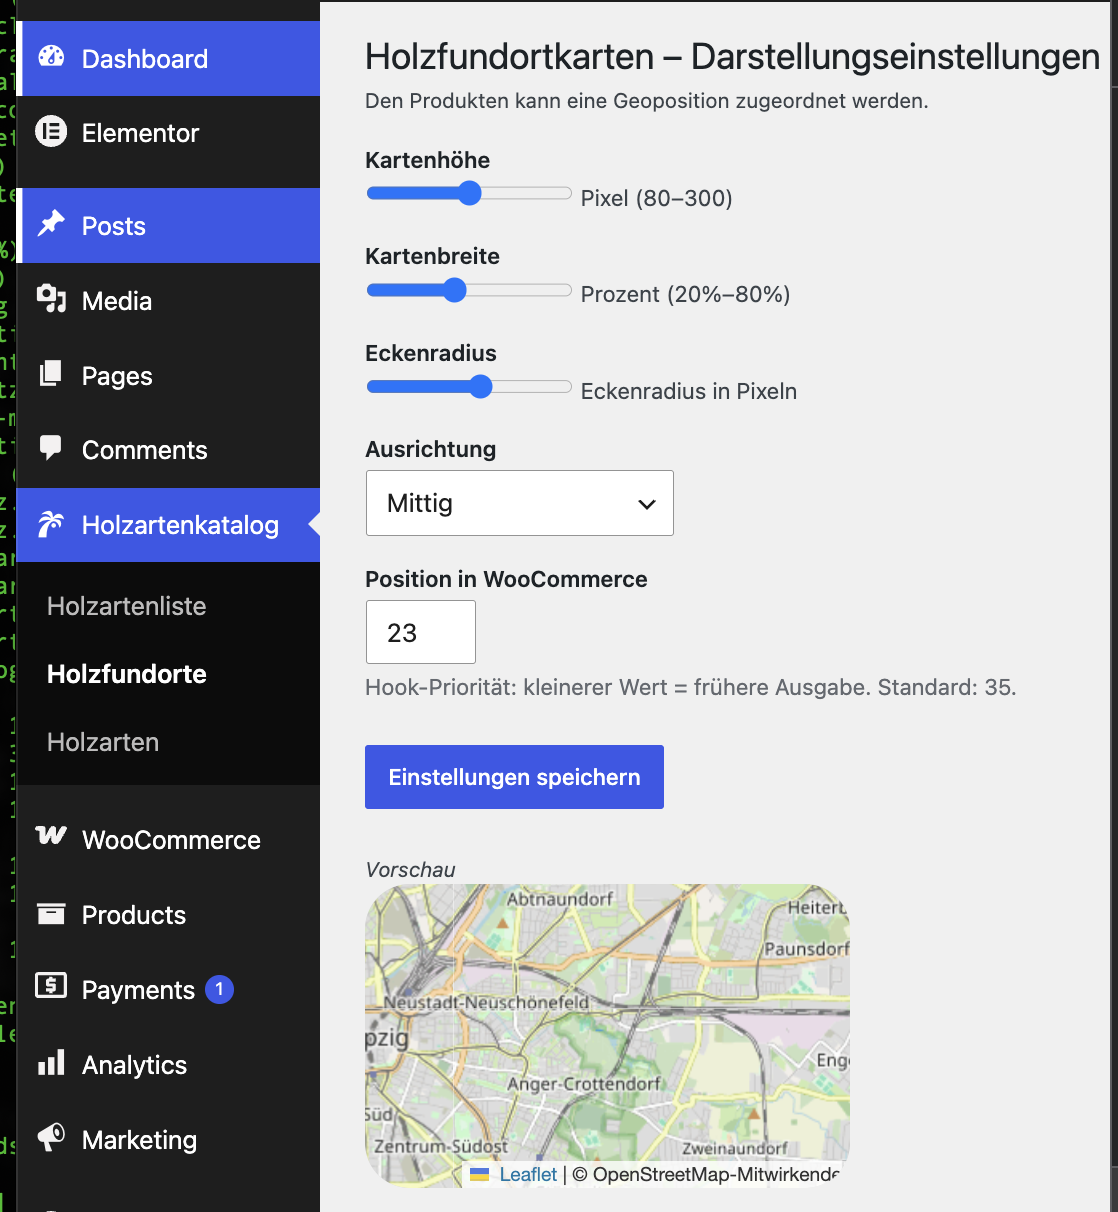 Dashboard
Elementor
Posts
Media
Pages
Comments
Holzartenkatalog
Holzartenliste
Holzfundorte
Holzarten
WooCommerce
Products
Payments 1
Analytics
Marketing
Holzfundortkarten – Darstellungseinstellungen
Den Produkten kann eine Geoposition zugeordnet werden.
Kartenhöhe
Pixel (80–300)
Kartenbreite
Prozent (20%–80%)
Eckenradius
Eckenradius in Pixeln
Ausrichtung
Mittig
Position in WooCommerce
23
Hook-Priorität: kleinerer Wert = frühere Ausgabe. Standard: 35.
Einstellungen speichern
Vorschau
Abtnaundorf
Heiterb
Paunsdorf
Neustadt-Neuschönefeld
pzig
Enge
Anger-Crottendorf
Süd
Zentrum-Südost
Zweinaundorf
Leaflet | © OpenStreetMap-Mitwirkende